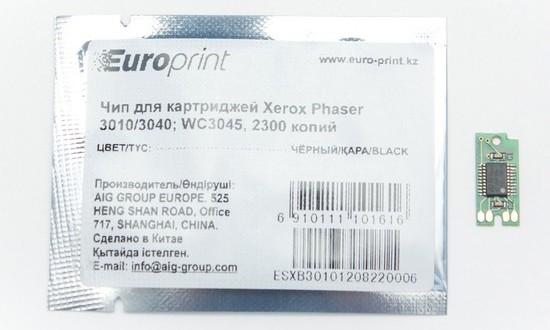 Europrint
www.euro-print.kz
Чип для картриджей Xerox Phaser
3010/3040; WC3045, 2300 копий
ЦВЕТ/ТҮС: ЧЁРНЫЙ/ҚАРА/BLACK
Производитель/Өндіруші:
AIG GROUP EUROPE. 525
HENG SHAN ROAD, Office
717, SHANGHAI, CHINA.
Сделано в Китае
Қытайда істелген.
E-mail: info@aig-group.com
6 910111 101616
ESXB30101208220006